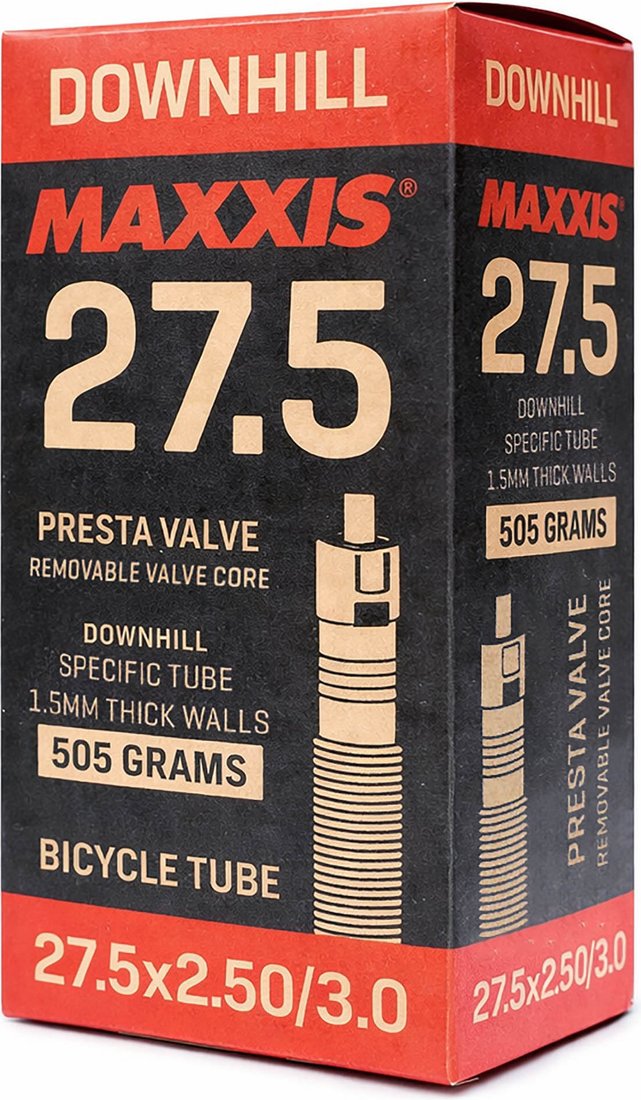 DOWNHILL
MAXXIS®
27.5
PRESTA VALVE
REMOVABLE VALVE CORE
DOWNHILL
SPECIFIC TUBE
1.5MM THICK WALLS
505 GRAMS
BICYCLE TUBE
27.5x2.50/3.0
DOWNHILL
MAXXIS®
27.5
DOWNHILL
SPECIFIC TUBE
1.5MM THICK WALLS
505 GRAMS
PRESTA VALVE
REMOVABLE VALVE CORE
27.5x2.50/3.0